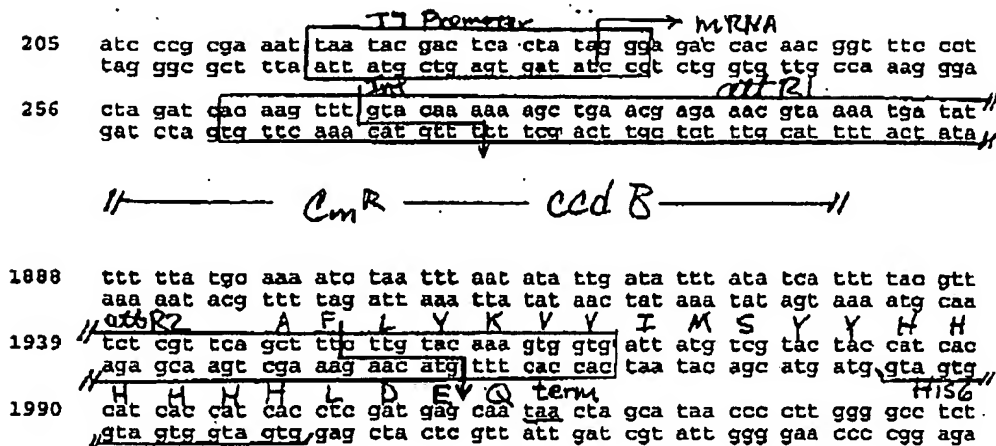 T7 Promoter mRNA
205 atc ccg cga aat taa tac gac tca cta tag gga gac cac aac ggt ttc cct
tag ggc gct tta att atg ctg agt gat atc cct ctg gtg ttg cca aag gga
Int attR1
256 cta gat cac aag ttt gta caa aaa agc tga acg aga aac gta aaa tga tat
gat cta gtg ttc aaa cat gtt ttt tcg act tgc tct ttg cat ttt act ata
CmR ccdB
1888 ttt tta tgc aaa atc taa ttt aat ata ttg ata ttt ata tca ttt tac gtt
aaa aat acg ttt tag att aaa tta tat aac tat aaa tat agt aaa atg caa
attR2 A F L Y K V V I M S Y Y H H
1939 tct cgt tca gct ttc ttg tac aaa gtg gtg att atg tcg tac tac cat cac
aga gca agt cga aag aac atg ttt cac cac taa tac agc atg atg gta gtg
H H H H L D E Q term His6
1990 cat cac cat cac ctc gat gag caa taa cta gca taa ccc ctt ggg gcc tct
gta gtg gta gtg gag cta ctc gtt att gat cgt att ggg gaa ccc cgg aga